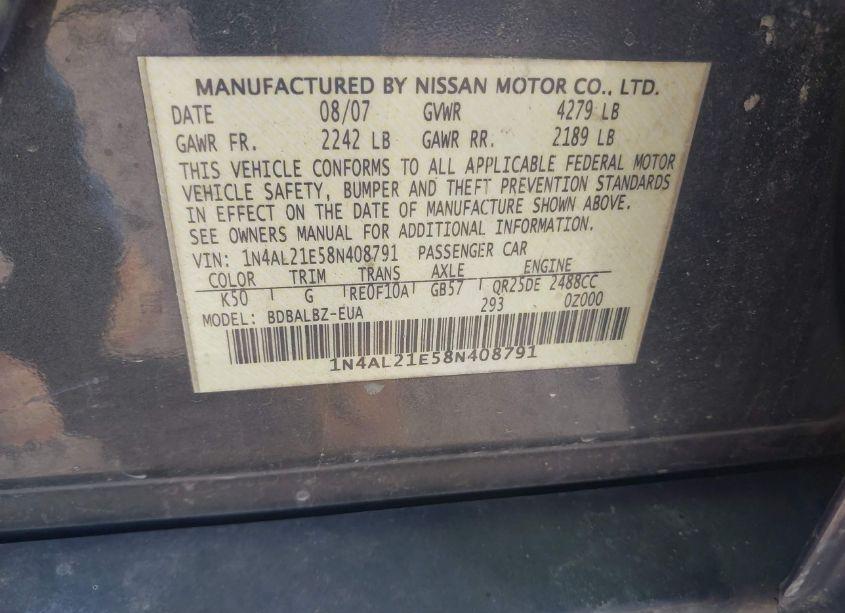 MANUFACTURED BY NISSAN MOTOR CO., LTD.
DATE 08/07 GVWR 4279 LB
GAWR FR. 2242 LB GAWR RR. 2189 LB
THIS VEHICLE CONFORMS TO ALL APPLICABLE FEDERAL MOTOR
VEHICLE SAFETY, BUMPER AND THEFT PREVENTION STANDARDS
IN EFFECT ON THE DATE OF MANUFACTURE SHOWN ABOVE.
SEE OWNERS MANUAL FOR ADDITIONAL INFORMATION.
VIN: 1N4AL21E58N408791 PASSENGER CAR
COLOR TRIM TRANS AXLE ENGINE
K50 G RE0F10A GB57 QR25DE 2488CC
MODEL: BDBALBZ-EUA 293 0Z000
1N4AL21E58N408791